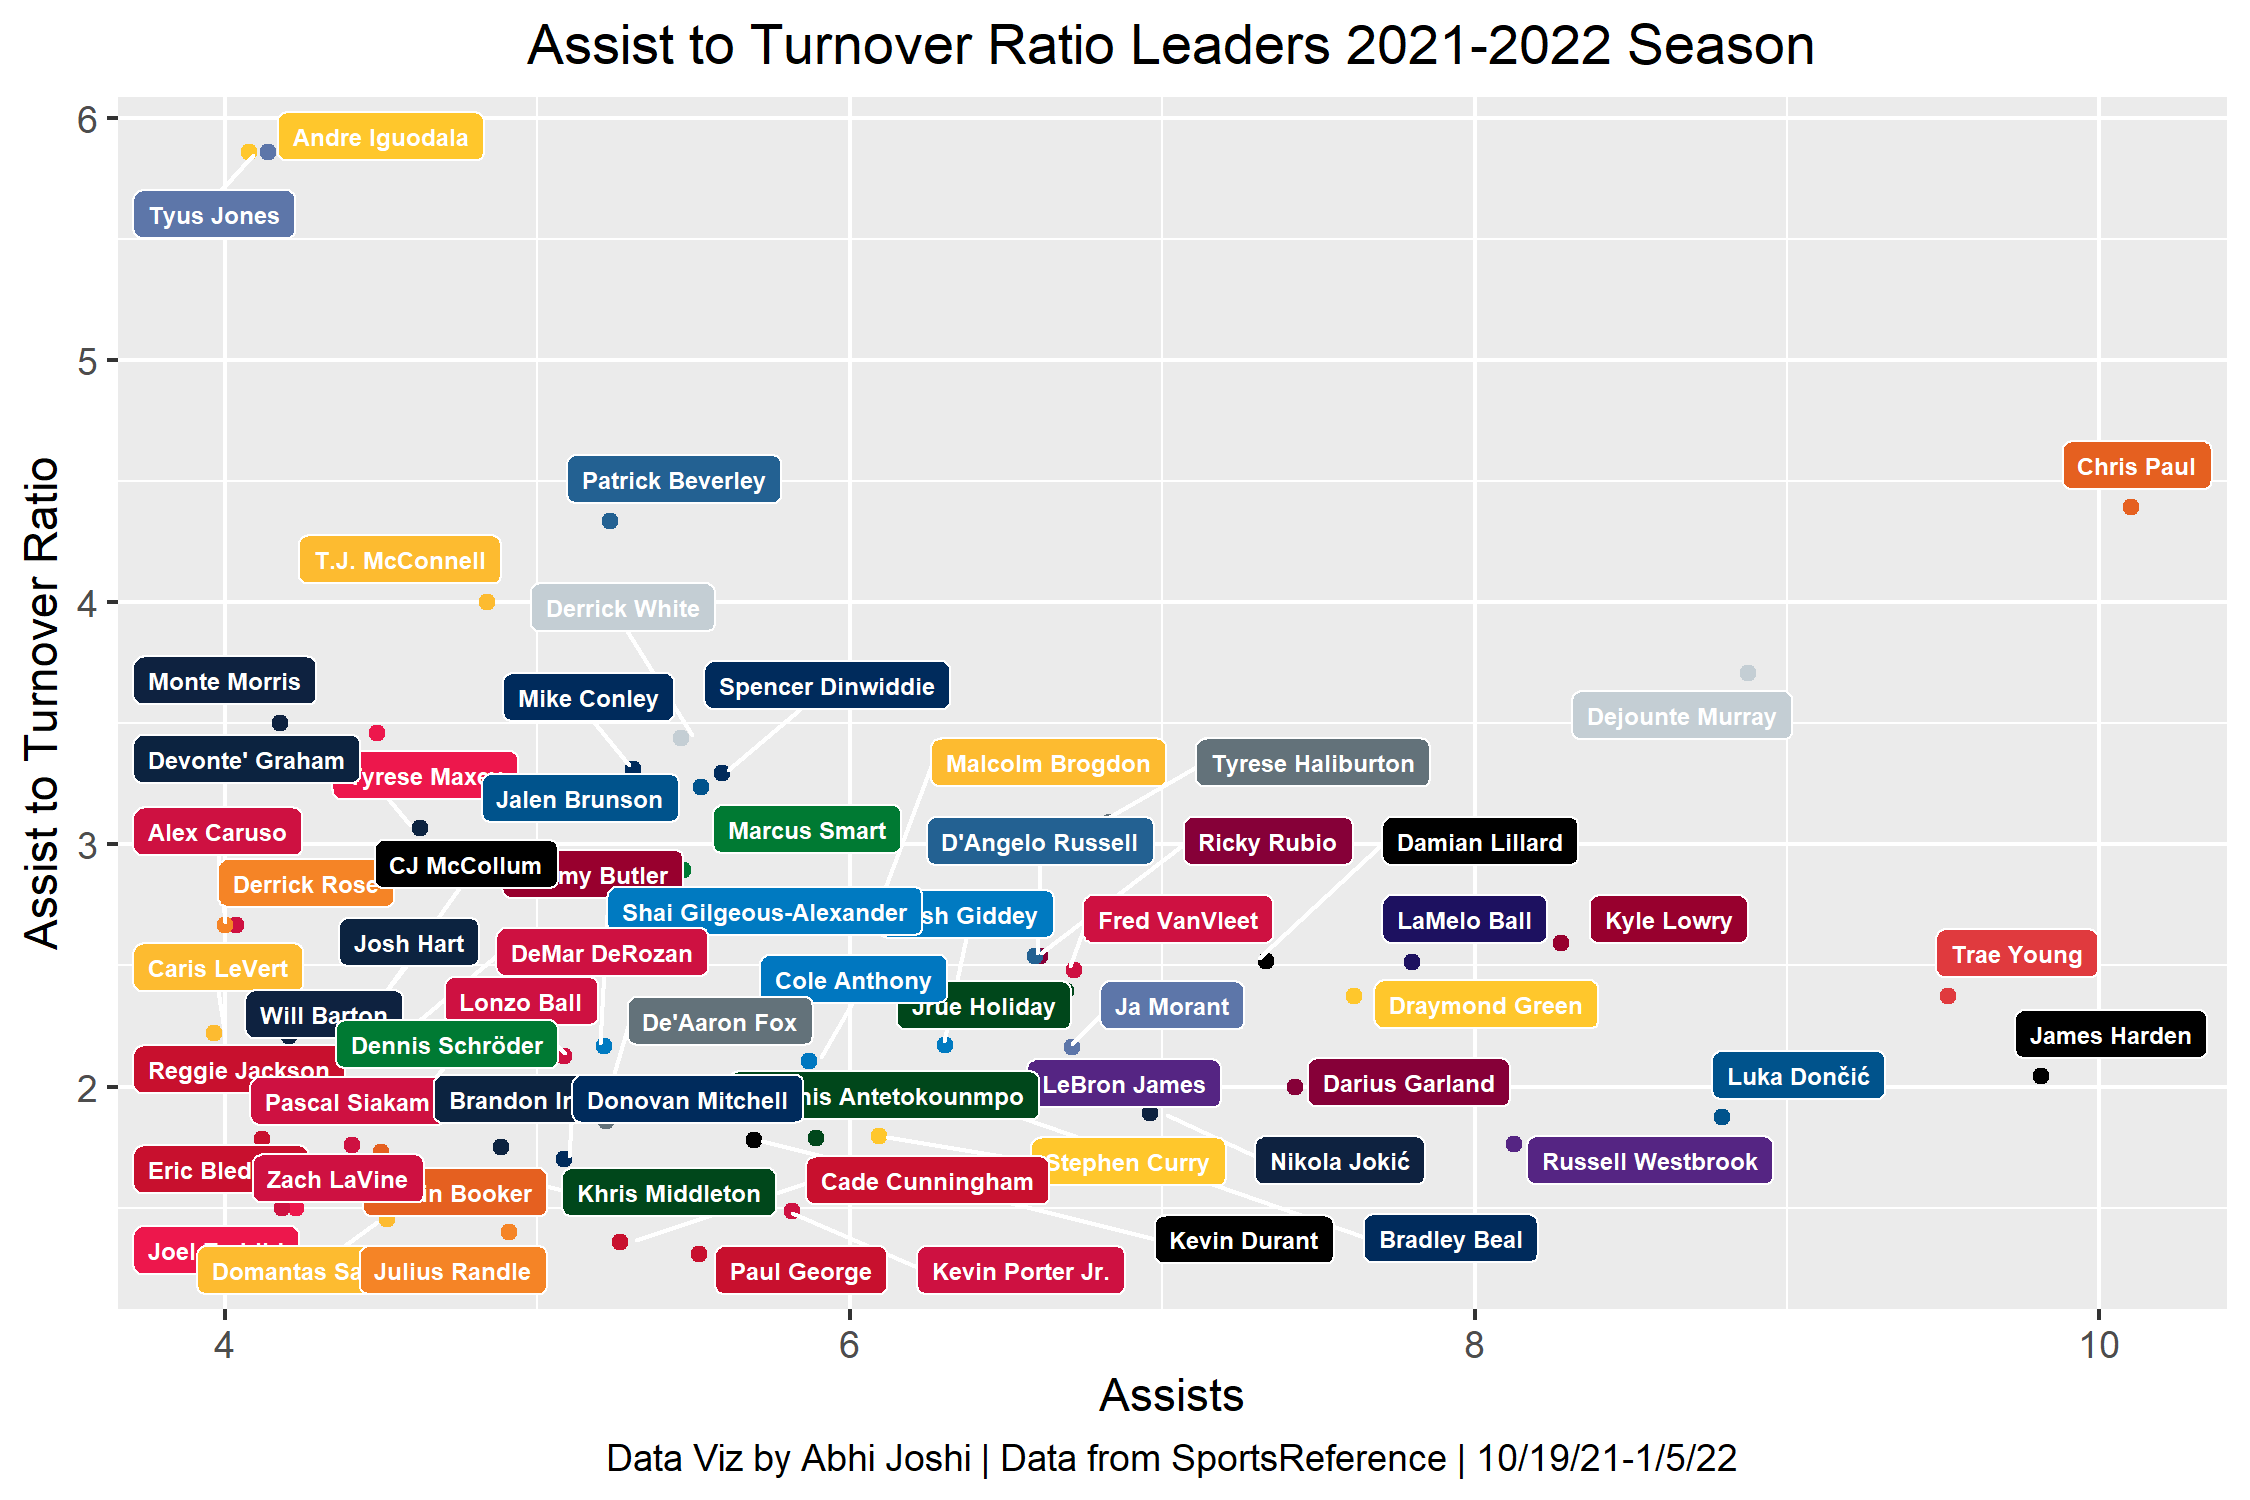 Assist to Turnover Ratio Leaders 2021-2022 Season
Assist to Turnover Ratio
6
5
4
3
2
Andre Iguodala
Tyus Jones
Chris Paul
Patrick Beverley
T.J. McConnell
Derrick White
Monte Morris
Mike Conley
Spencer Dinwiddie
Dejounte Murray
Devonte' Graham
yrese Maxey
Malcolm Brogdon
Tyrese Haliburton
Jalen Brunson
Alex Caruso
Marcus Smart
D'Angelo Russell
Ricky Rubio
Damian Lillard
CJ McCollum
my Butler
Derrick Rose
Shai Gilgeous-Alexander
sh Giddey
Fred VanVleet
LaMelo Ball
Kyle Lowry
Josh Hart
DeMar DeRozan
Trae Young
Caris LeVert
Cole Anthony
Lonzo Ball
Jrue Holiday
Ja Morant
Draymond Green
Will Barton
De'Aaron Fox
James Harden
Dennis Schröder
Reggie Jackson
LeBron James
Darius Garland
Luka Dončić
Pascal Siakam
Brandon In
Donovan Mitchell
nis Antetokounmpo
Eric Bled
Zach LaVine
in Booker
Khris Middleton
Cade Cunningham
Stephen Curry
Nikola Jokić
Russell Westbrook
Joel
Kevin Durant
Bradley Beal
Domantas Sa
Julius Randle
Paul George
Kevin Porter Jr.
4
6
8
10
Assists
Data Viz by Abhi Joshi | Data from SportsReference | 10/19/21-1/5/22